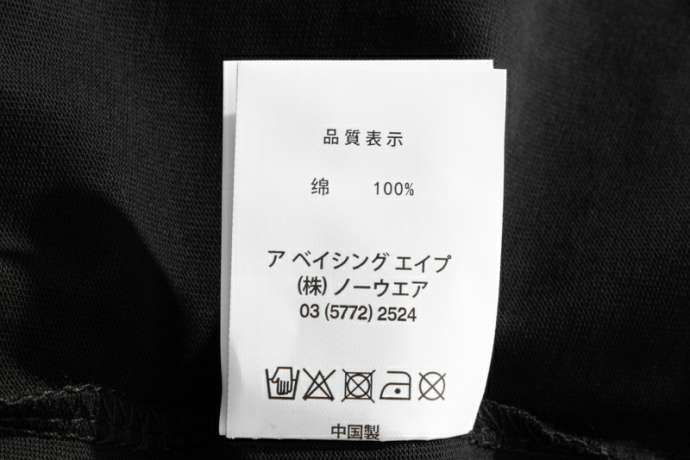 品質表示
绵 100%
ア ベイシング エイプ
(株) ノーウエア
03 (5772) 2524
中国製